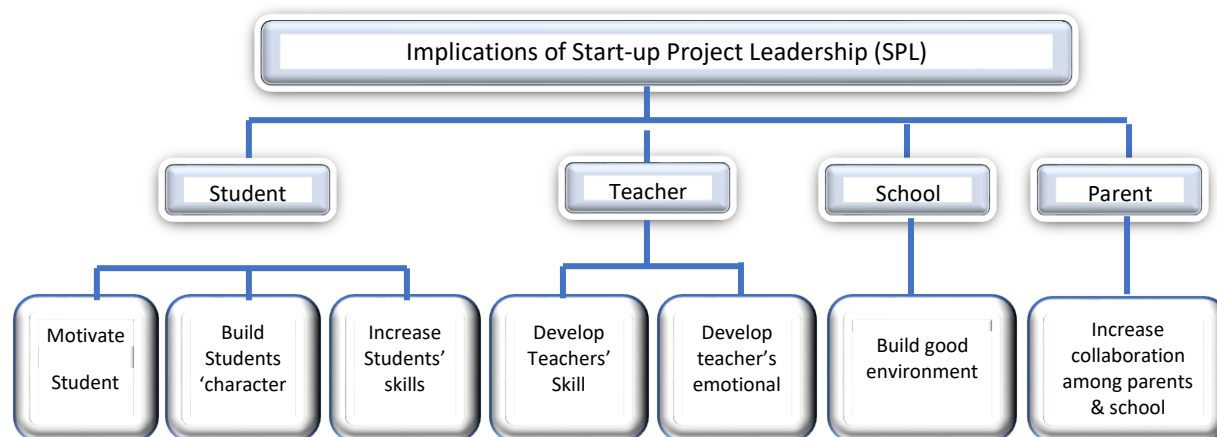 Implications of Start-up Project Leadership (SPL)
Student
Teacher
School
Parent
Motivate
Student
Build
Students
‘character
Increase
Students’
skills
Develop
Teachers’
Skill
Develop
teacher’s
emotional
Build good
environment
Increase
collaboration
among parents
& school